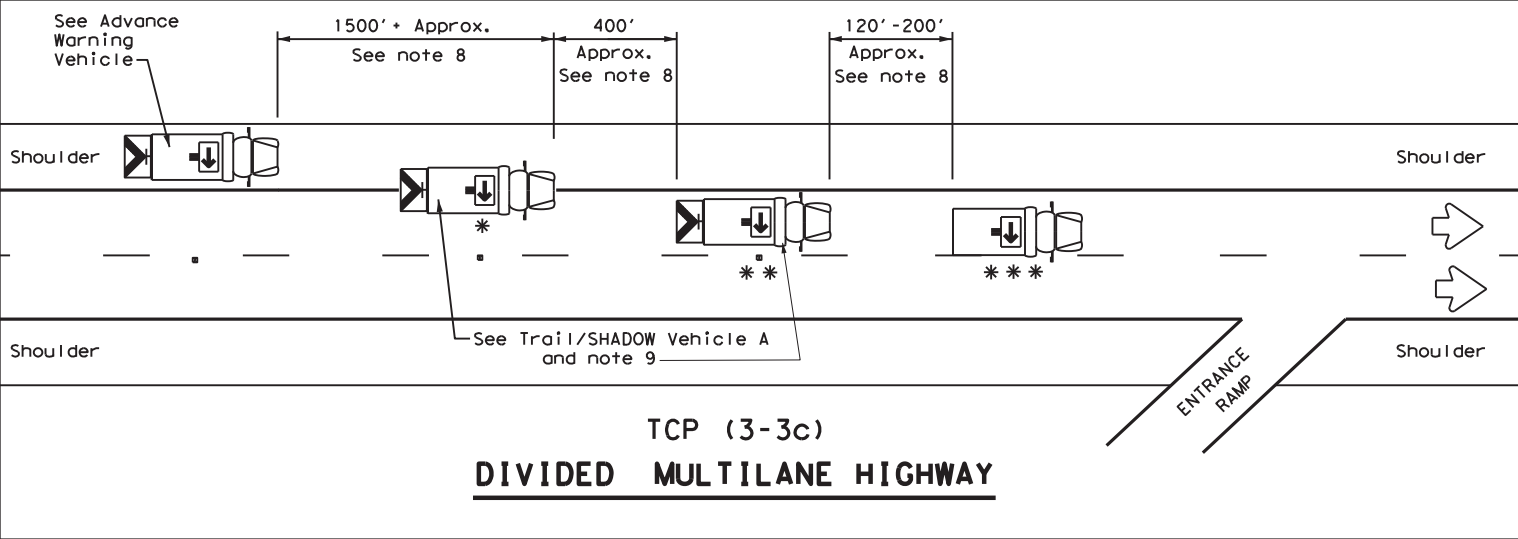 See Advance
Warning
Vehicle
1500'+ Approx.
See note 8
400'
Approx.
See note 8
120'-200'
Approx.
See note 8
Shoulder
Shoulder
*
* *
* * *
See Trail/SHADOW Vehicle A
and note 9
Shoulder
Shoulder
ENTRANCE
RAMP
TCP (3-3c)
DIVIDED MULTILANE HIGHWAY